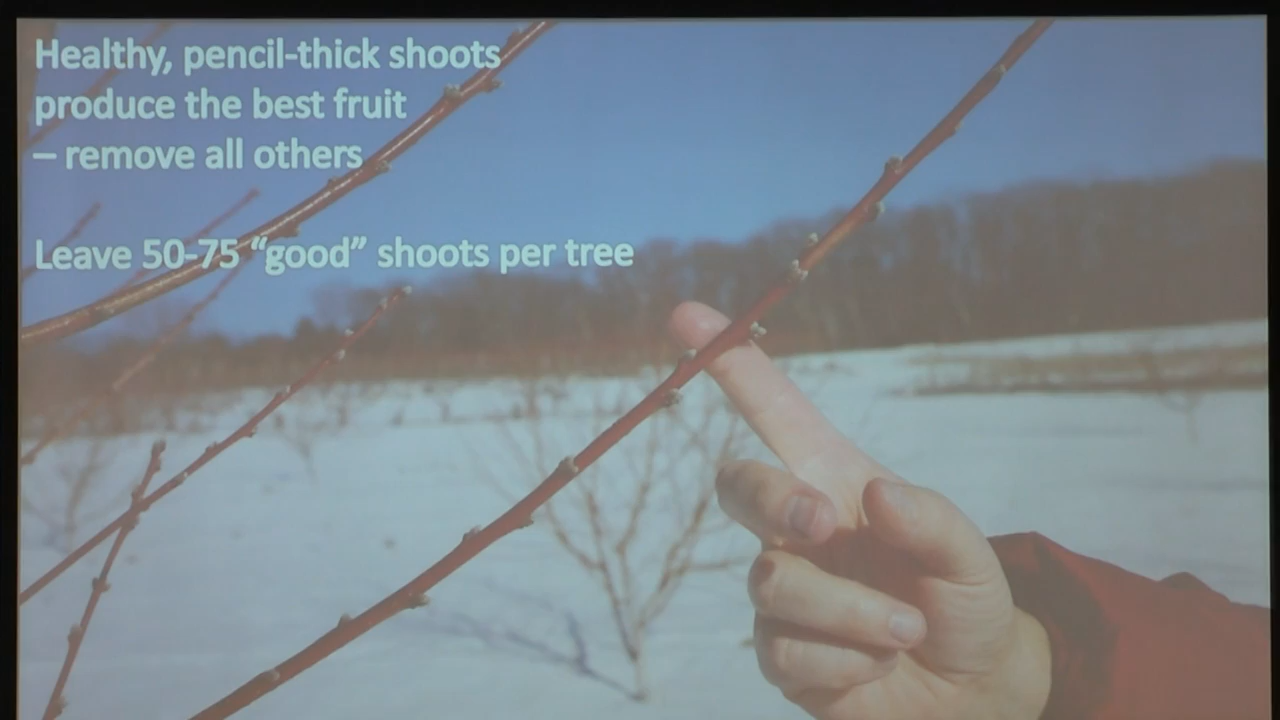 Healthy, pencil-thick shoots
produce the best fruit
– remove all others
Leave 50-75 “good” shoots per tree